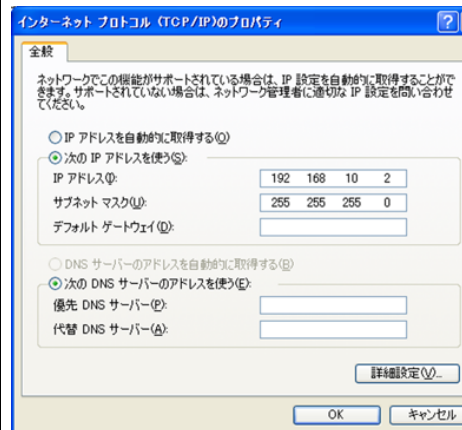 インターネット プロトコル (TCP/IP)のプロパティ
?
全般
ネットワークでこの機能がサポートされている場合は、IP 設定を自動的に取得することがで
きます。サポートされていない場合は、ネットワーク管理者に適切な IP 設定を問い合わせ
てください。
IP アドレスを自動的に取得する(O)
次の IP アドレスを使う(S):
IP アドレス(I): 192 168 10 2
サブネット マスク(U): 255 255 255 0
デフォルト ゲートウェイ(D):
DNS サーバーのアドレスを自動的に取得する(B)
次の DNS サーバーのアドレスを使う(E):
優先 DNS サーバー(P):
代替 DNS サーバー(A):
詳細設定(V)...
OK キャンセル